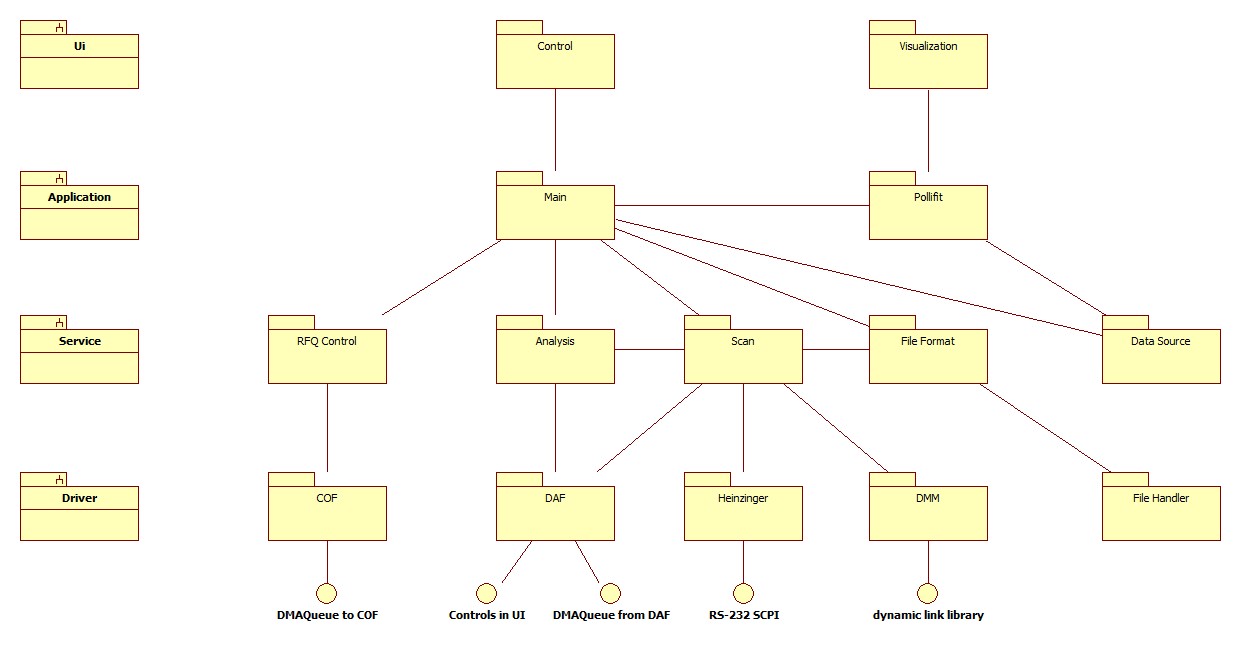 Ui
Control
Visualization
Application
Main
Pollifit
Service
RFQ Control
Analysis
Scan
File Format
Data Source
Driver
COF
DAF
Heinzinger
DMM
File Handler
DMAQueue to COF
Controls in UI
DMAQueue from DAF
RS-232 SCPI
dynamic link library